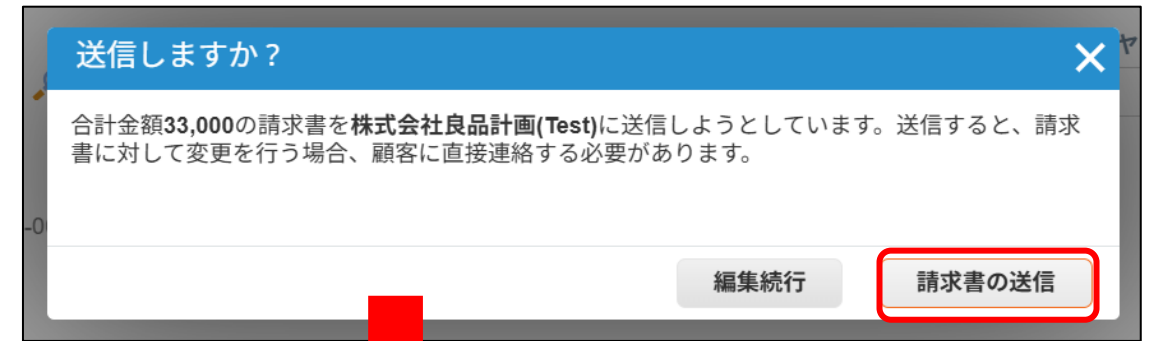 送信しますか？
ャ
合計金額33,000の請求書を株式会社良品計画(Test)に送信しようとしています。送信すると、請求
書に対して変更を行う場合、顧客に直接連絡する必要があります。
-0
編集続行
請求書の送信